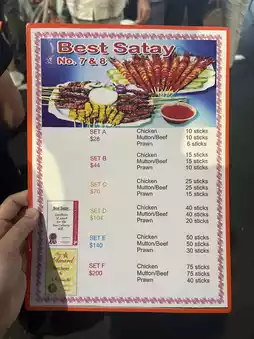 Best Satay
No. 7 & 8
SET A Chicken 10 sticks
$28 Mutton/Beef 10 sticks
Prawn 6 sticks
SET B Chicken 15 sticks
$44 Mutton/Beef 15 sticks
Prawn 10 sticks
SET C Chicken 25 sticks
$70 Mutton/Beef 25 sticks
Prawn 15 sticks
SET D Chicken 40 sticks
$104 Mutton/Beef 40 sticks
Prawn 20 sticks
SET E Chicken 50 sticks
$140 Mutton/Beef 50 sticks
Prawn 30 sticks
SET F Chicken 75 sticks
$200 Mutton/Beef 75 sticks
Prawn 40 sticks